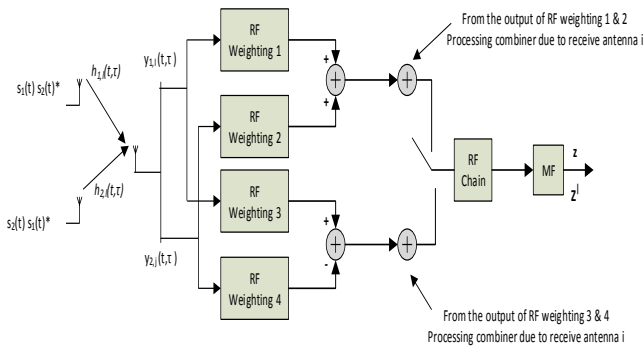 From the output of RF weighting 1 & 2
Processing combiner due to receive antenna i
RF
Weighting 1
y1,i(t,τ)
h1,i(t,τ)
s1(t) s2(t)*
+
+
+
+
RF
Weighting 2
RF
Chain
MF
z
z^l
RF
Weighting 3
h2,i(t,τ)
s2(t) s1(t)*
+
-
+
+
y2,j(t,τ)
RF
Weighting 4
From the output of RF weighting 3 & 4
Processing combiner due to receive antenna i